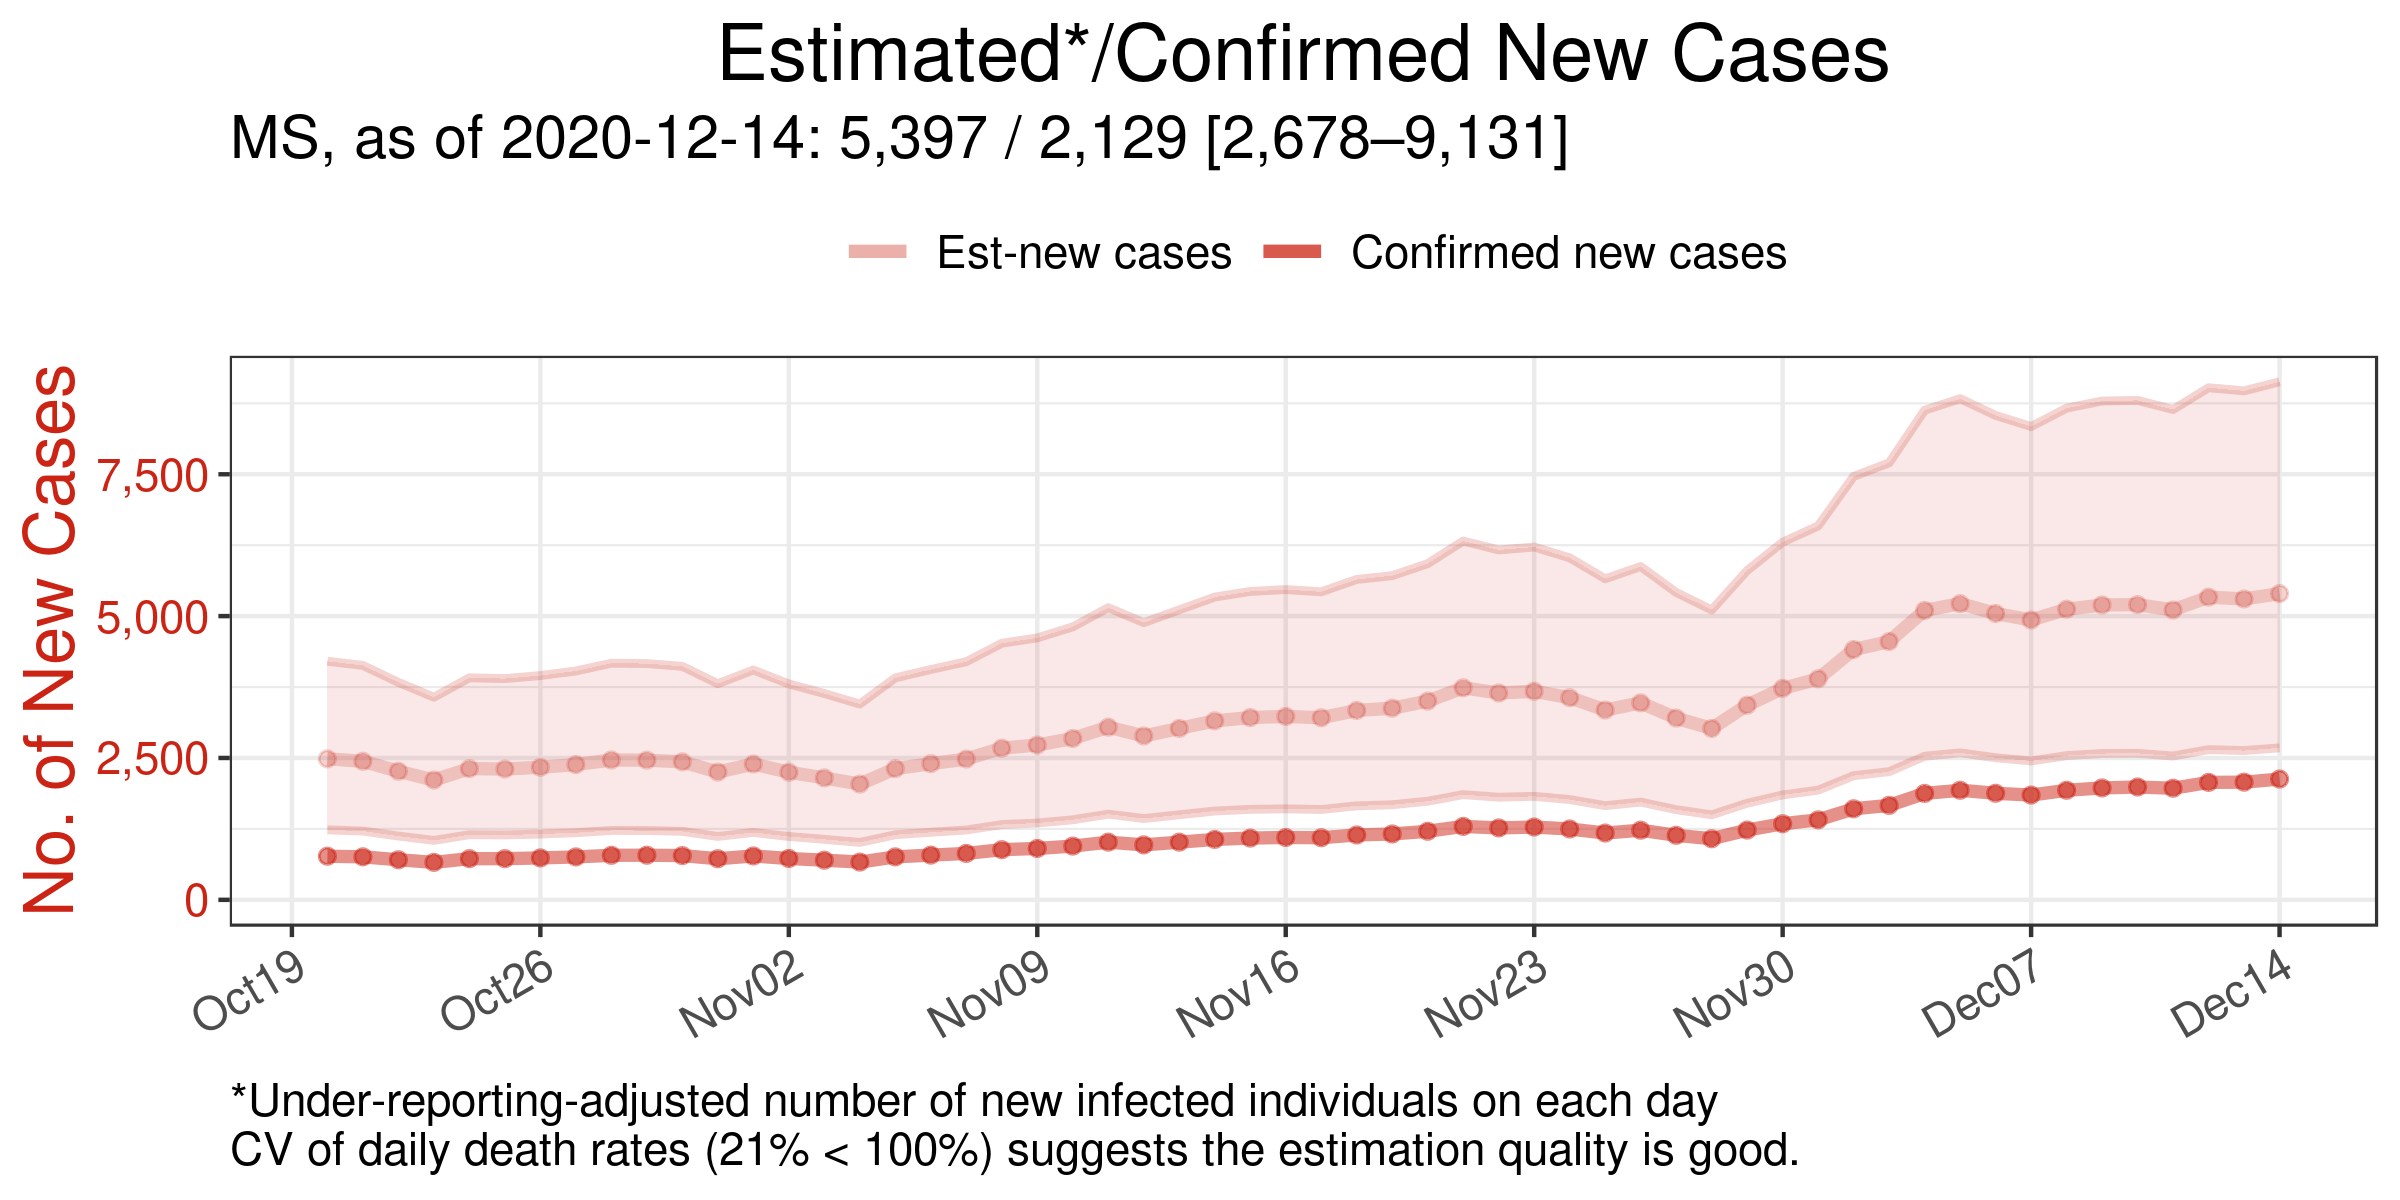 Estimated*/Confirmed New Cases
MS, as of 2020-12-14: 5,397 / 2,129 [2,678–9,131]
Est-new cases Confirmed new cases
No. of New Cases
7,500
5,000
2,500
0
Oct19 Oct26 Nov02 Nov09 Nov16 Nov23 Nov30 Dec07 Dec14
*Under-reporting-adjusted number of new infected individuals on each day
CV of daily death rates (21% < 100%) suggests the estimation quality is good.